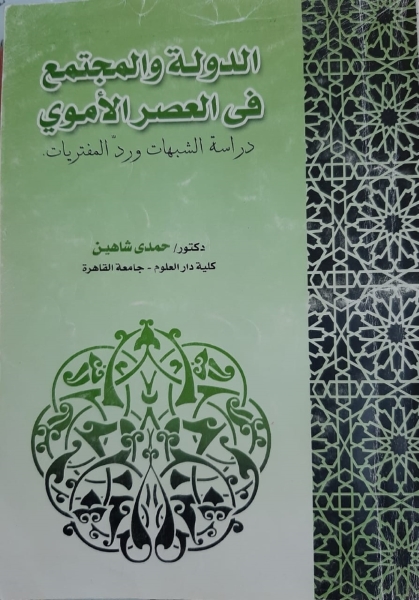 الدولة والمجتمع
فى العصر الأموي
دراسة الشبهات وردّ المفتريات.
دكتور/ حمدى شاهين
كلية دار العلوم - جامعة القاهرة